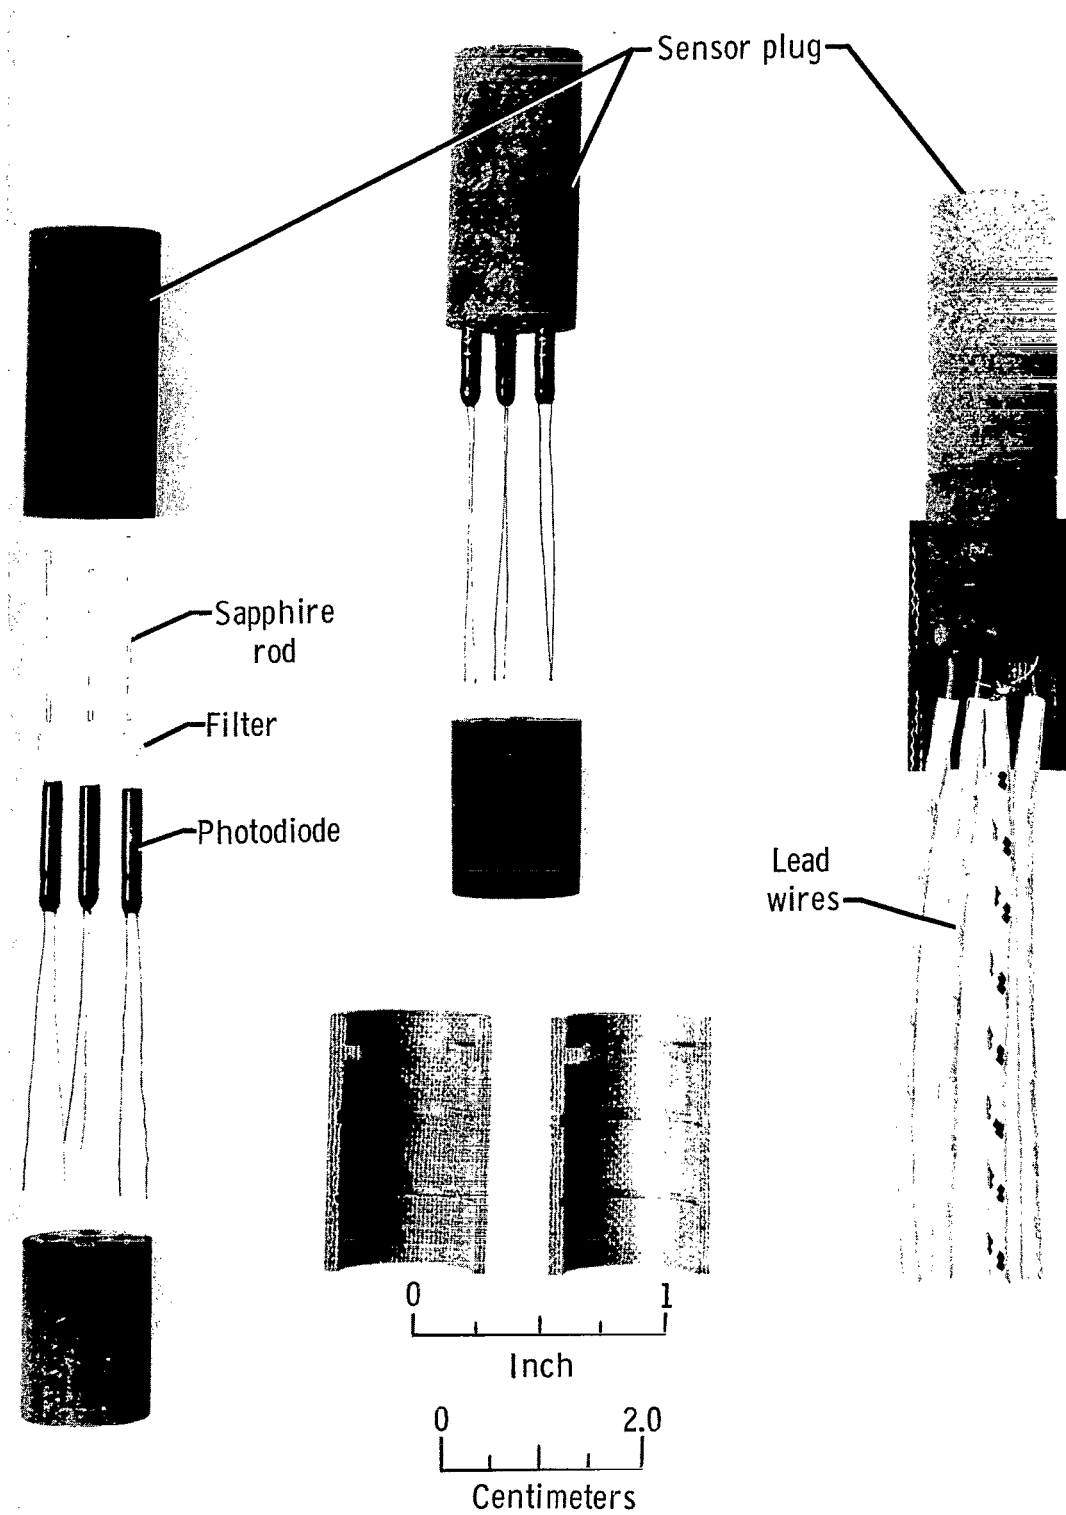 Sensor plug
Sapphire
rod
Filter
Photodiode
Lead
wires
0 1
Inch
0 2.0
Centimeters